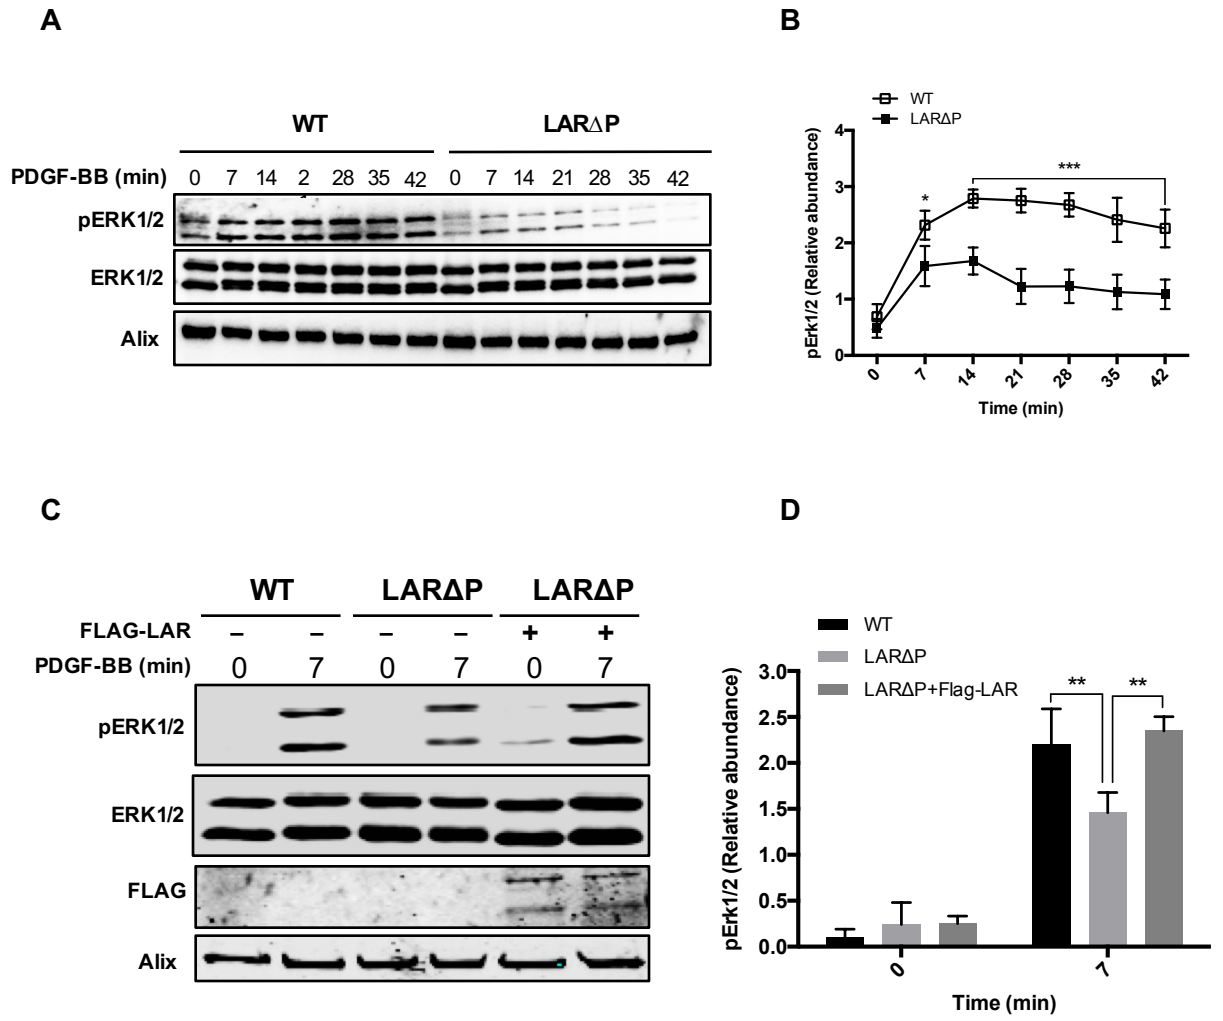 A
WT LAR∆P
PDGF-BB (min) 0 7 14 2 28 35 42 0 7 14 21 28 35 42
pERK1/2
ERK1/2
Alix
B
WT
LARΔP
pErk1/2 (Relative abundance)
4
3
2
1
0
*
***
0 7 14 21 28 35 42
Time (min)
C
WT LARΔP LARΔP
FLAG-LAR – – – – + +
PDGF-BB (min) 0 7 0 7 0 7
pERK1/2
ERK1/2
FLAG
Alix
D
WT
LARΔP
LARΔP+Flag-LAR
pErk1/2 (Relative abundance)
3.0
2.5
2.0
1.5
1.0
0.5
0.0
** **
0 7
Time (min)